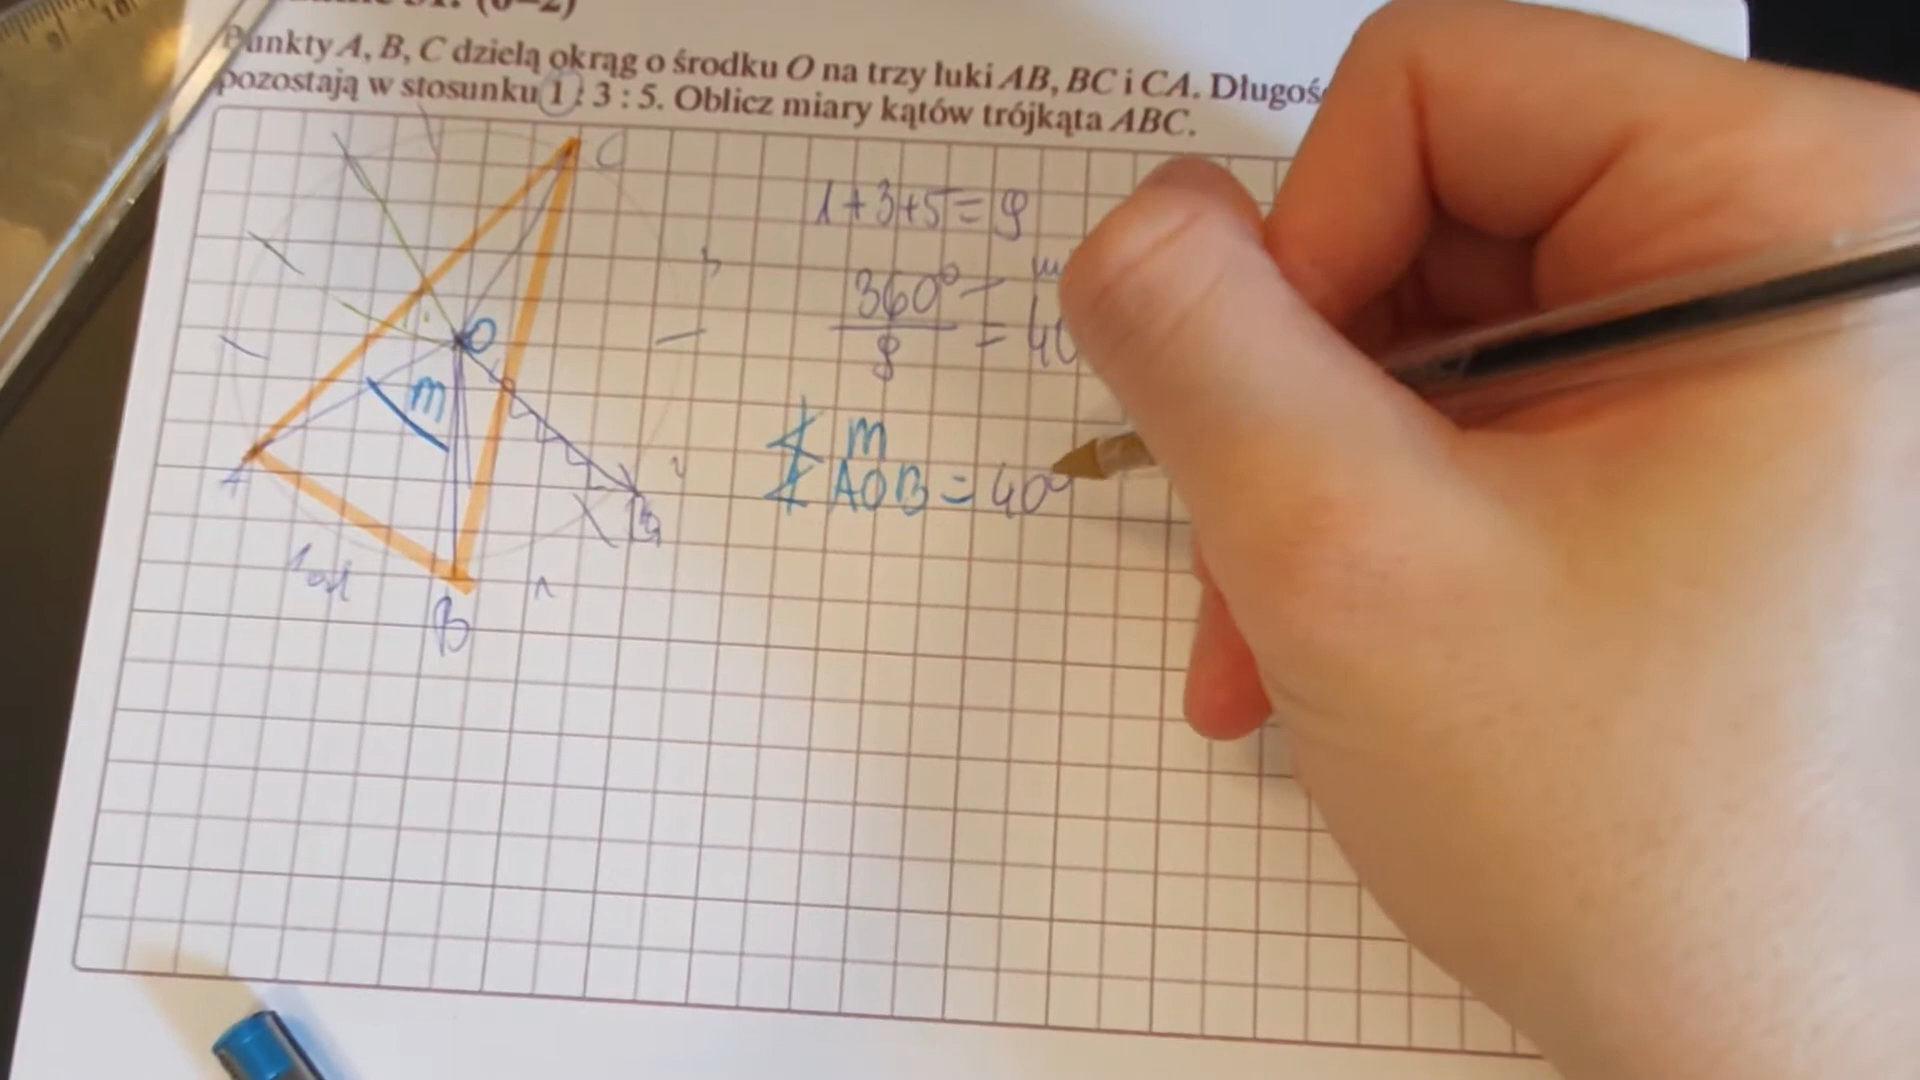 Punkty A, B, C dzielą okrąg o środku O na trzy łuki AB, BC i CA. Długoś
pozostają w stosunku 1 : 3 : 5. Oblicz miary kątów trójkąta ABC.
C
1+3+5=9
360°
9
= 40
O
m
∢ m
∢ AOB = 40°
A
B